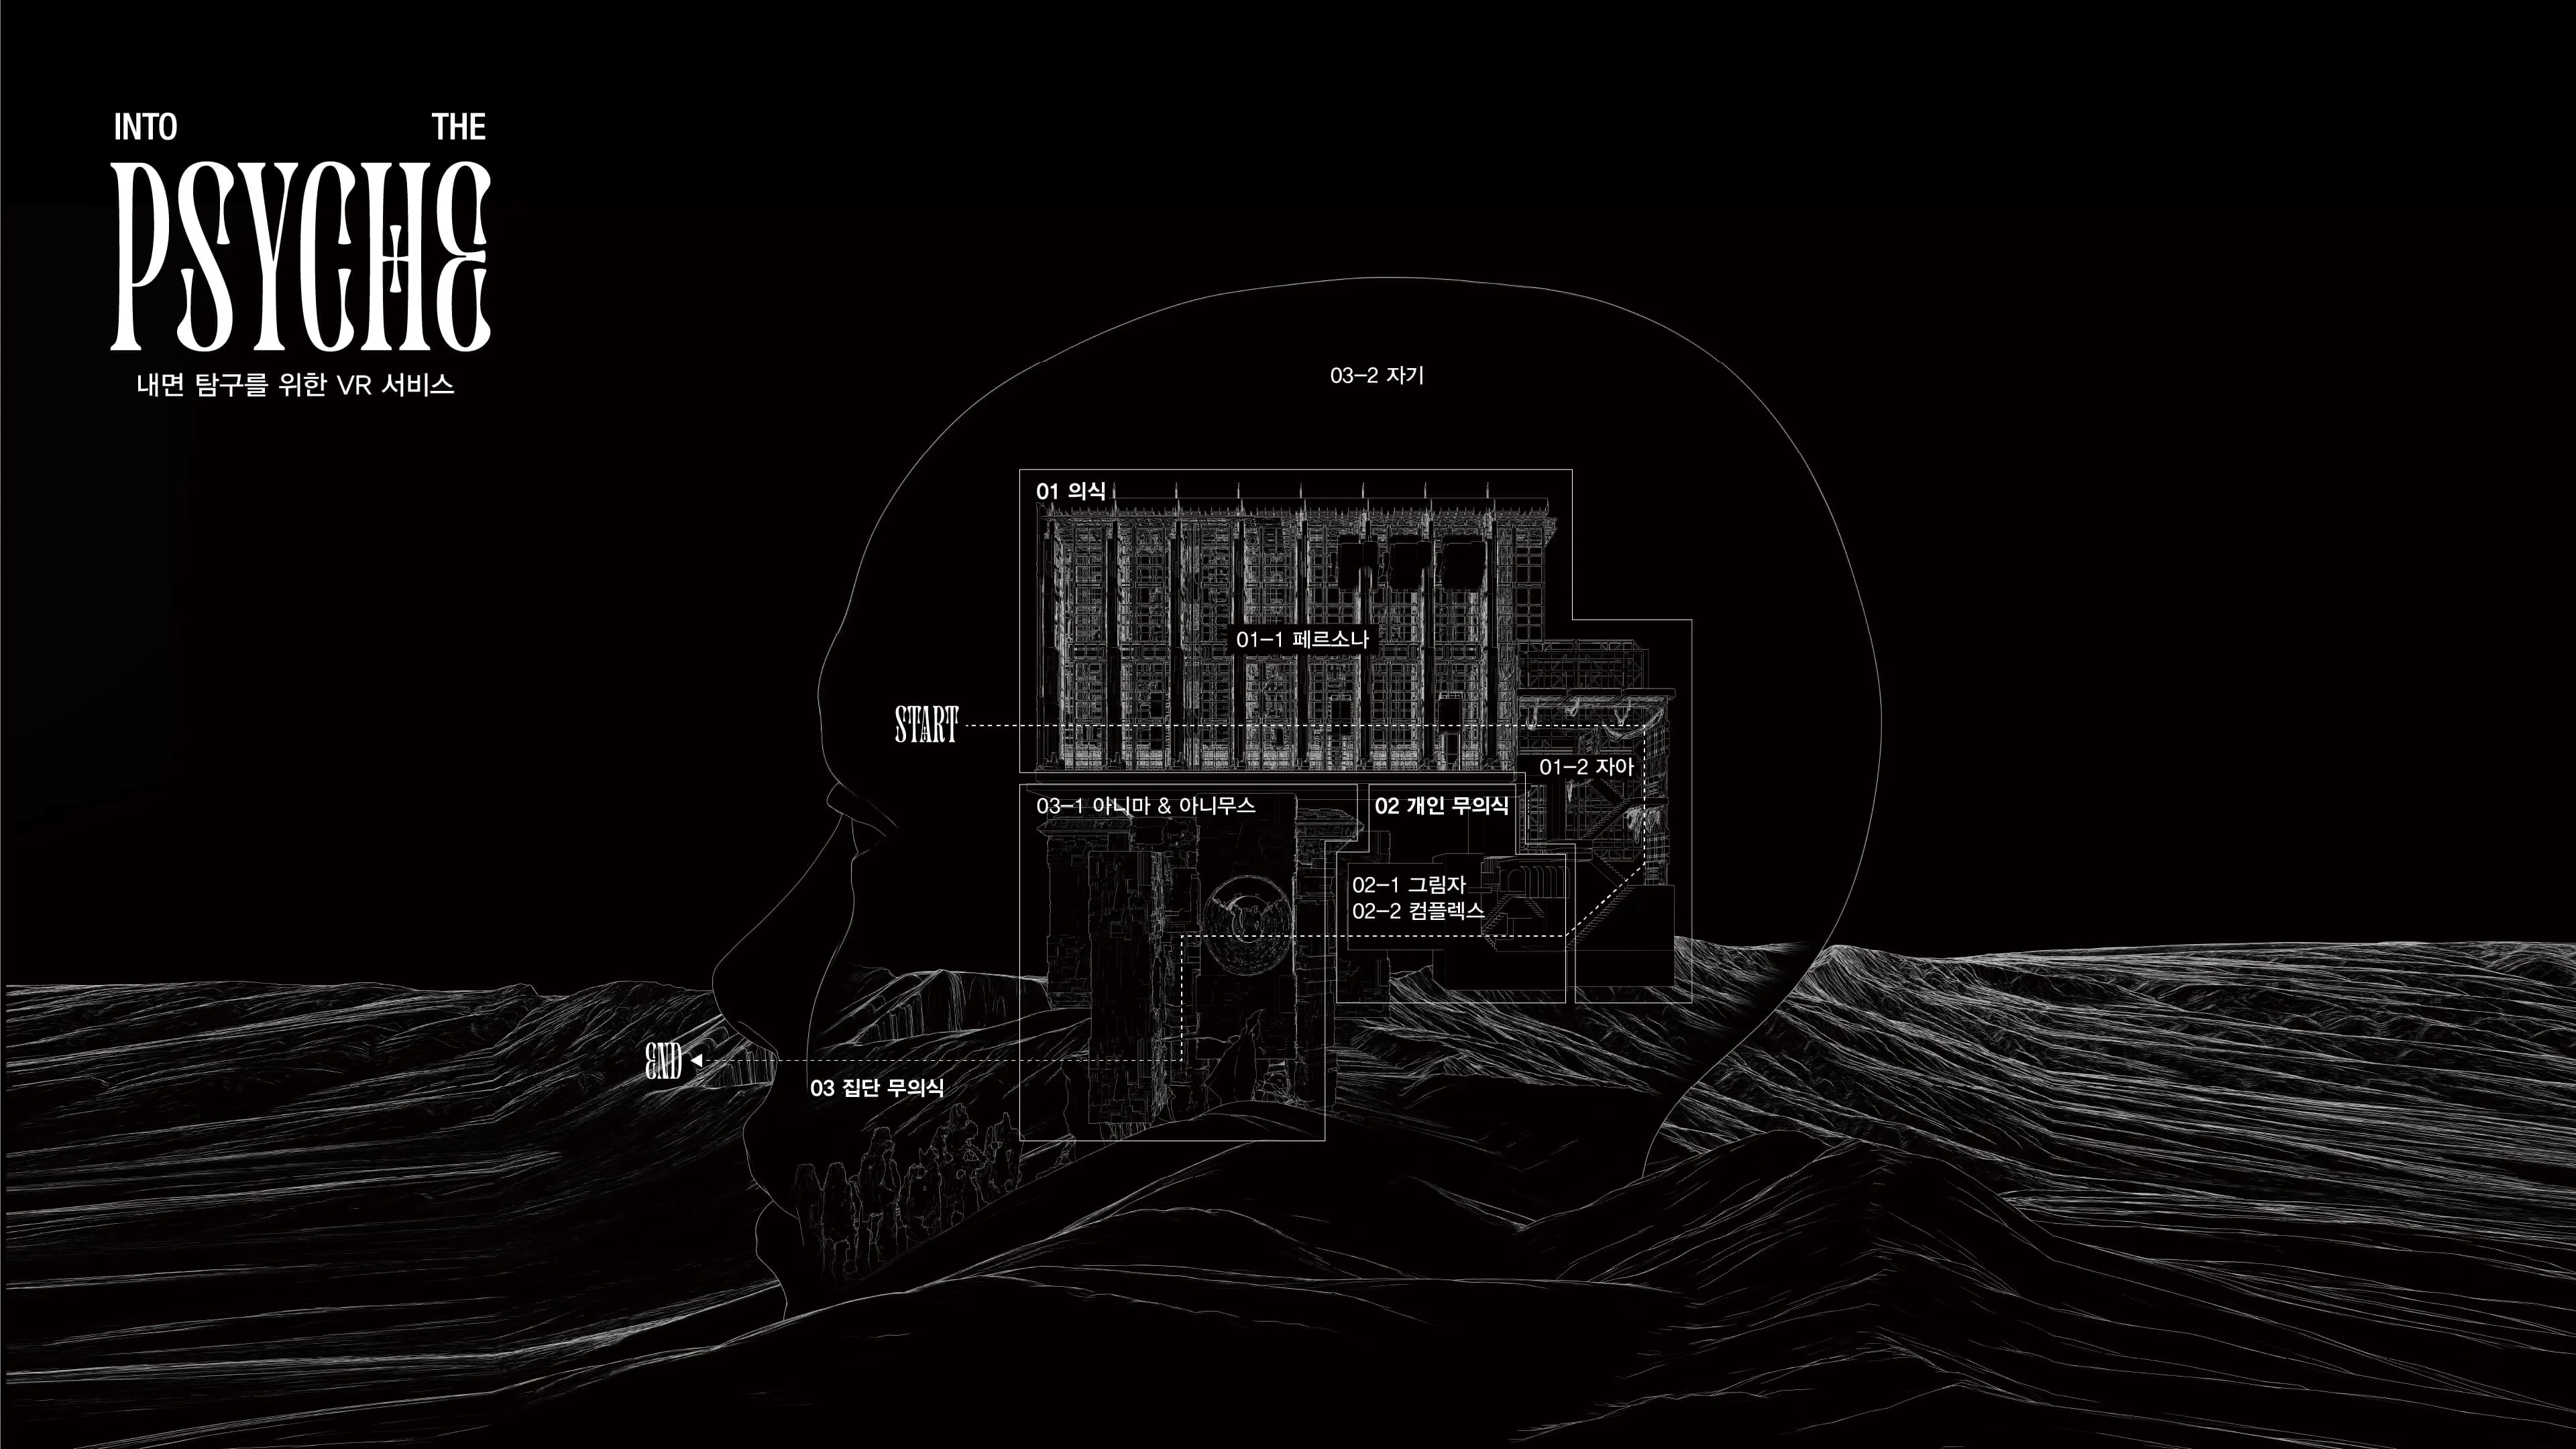 INTO THE
PSYCHE
내면 탐구를 위한 VR 서비스
03–2 자기
01 의식
01–1 페르소나
START
01–2 자아
03–1 아니마 & 아니무스
02 개인 무의식
02–1 그림자
02–2 컴플렉스
END
03 집단 무의식